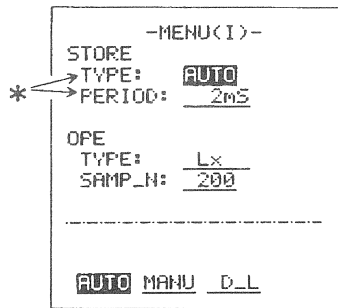 -MENU(I)-
STORE
TYPE: AUTO
* PERIOD: 2mS
OPE
TYPE: Lx
SAMP_N: 200
AUTO MANU D_L